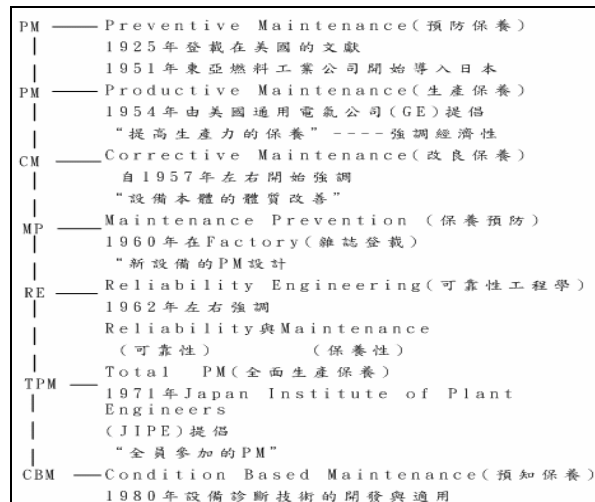 PM — Preventive Maintenance(預防保養)
1925年登載在美國的文獻
1951年東亞燃料工業公司開始導入日本
PM — Productive Maintenance(生產保養)
1954年由美國通用電氣公司(GE)提倡
“提高生產力的保養” ----強調經濟性
CM — Corrective Maintenance(改良保養)
自1957年左右開始強調
“設備本體的體質改善”
MP — Maintenance Prevention (保養預防)
1960年在Factory(雜誌登載)
“新設備的PM設計
RE — Reliability Engineering(可靠性工程學)
1962年左右強調
Reliability與Maintenance
(可靠性) (保養性)
Total PM(全面生產保養)
TPM — 1971年Japan Institute of Plant
Engineers
(JIPE)提倡
“全員參加的PM”
CBM — Condition Based Maintenance(預知保養)
1980年設備診斷技術的開發與適用